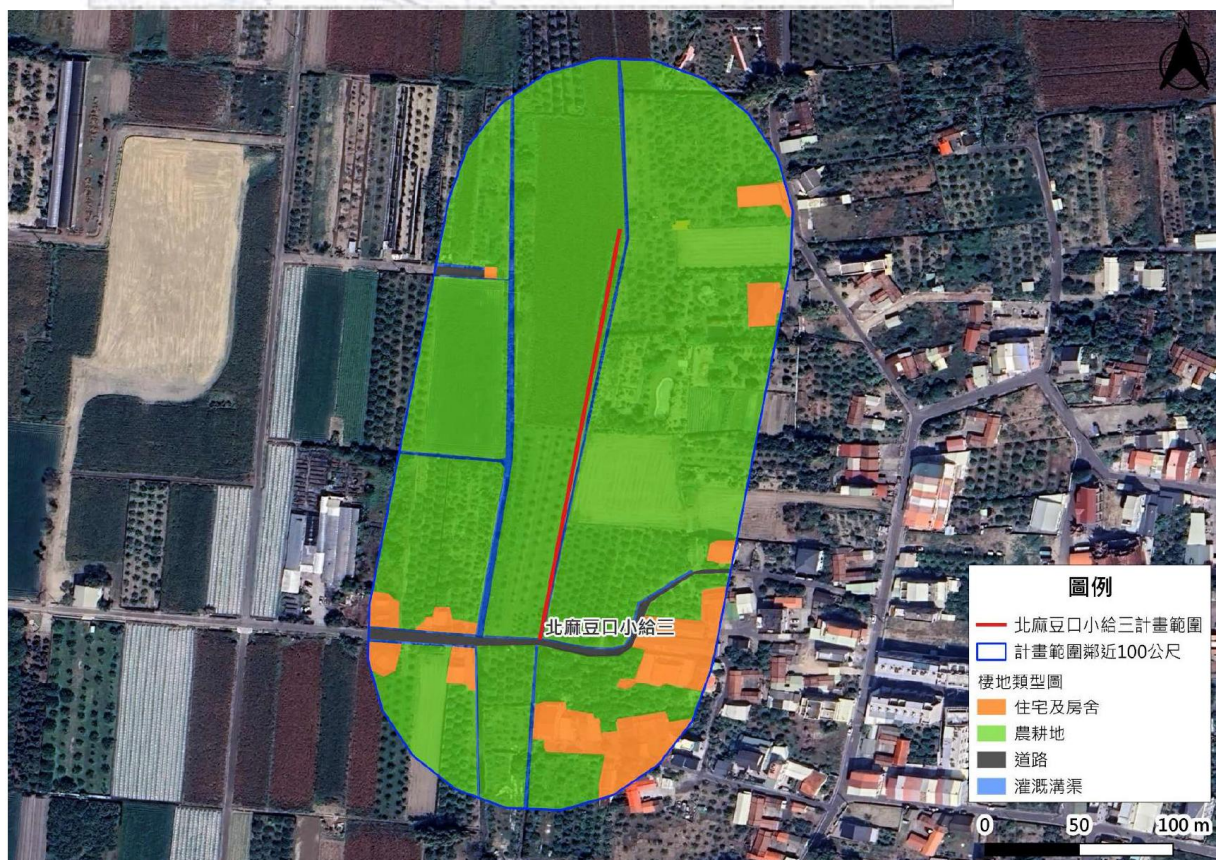 N
北麻豆口小給三
圖例
北麻豆口小給三計畫範圍
計畫範圍鄰近100公尺
棲地類型圖
住宅及房舍
農耕地
道路
灌溉溝渠
0 50 100 m